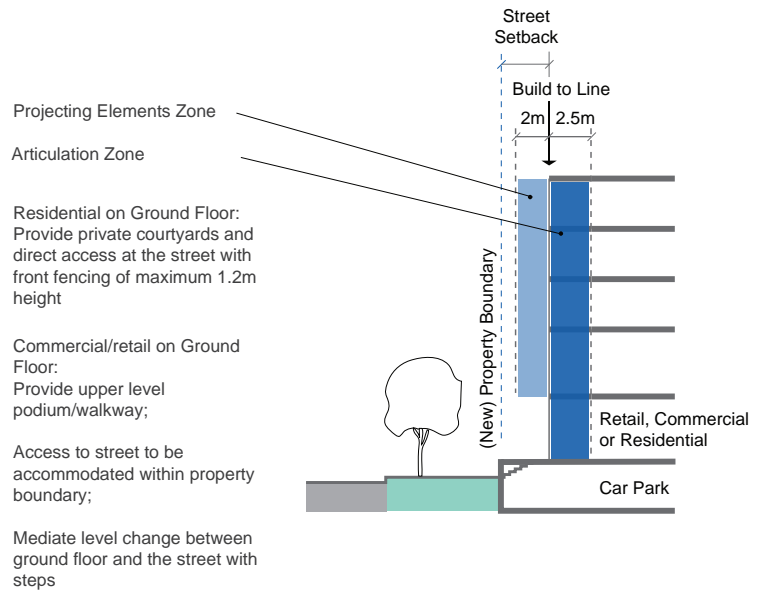 Street
Setback
Build to Line
2m
2.5m
Projecting Elements Zone
Articulation Zone
Residential on Ground Floor:
Provide private courtyards and
direct access at the street with
front fencing of maximum 1.2m
height
Commercial/retail on Ground
Floor:
Provide upper level
podium/walkway;
Access to street to be
accommodated within property
boundary;
Mediate level change between
ground floor and the street with
steps
(New) Property Boundary
Retail, Commercial
or Residential
Car Park